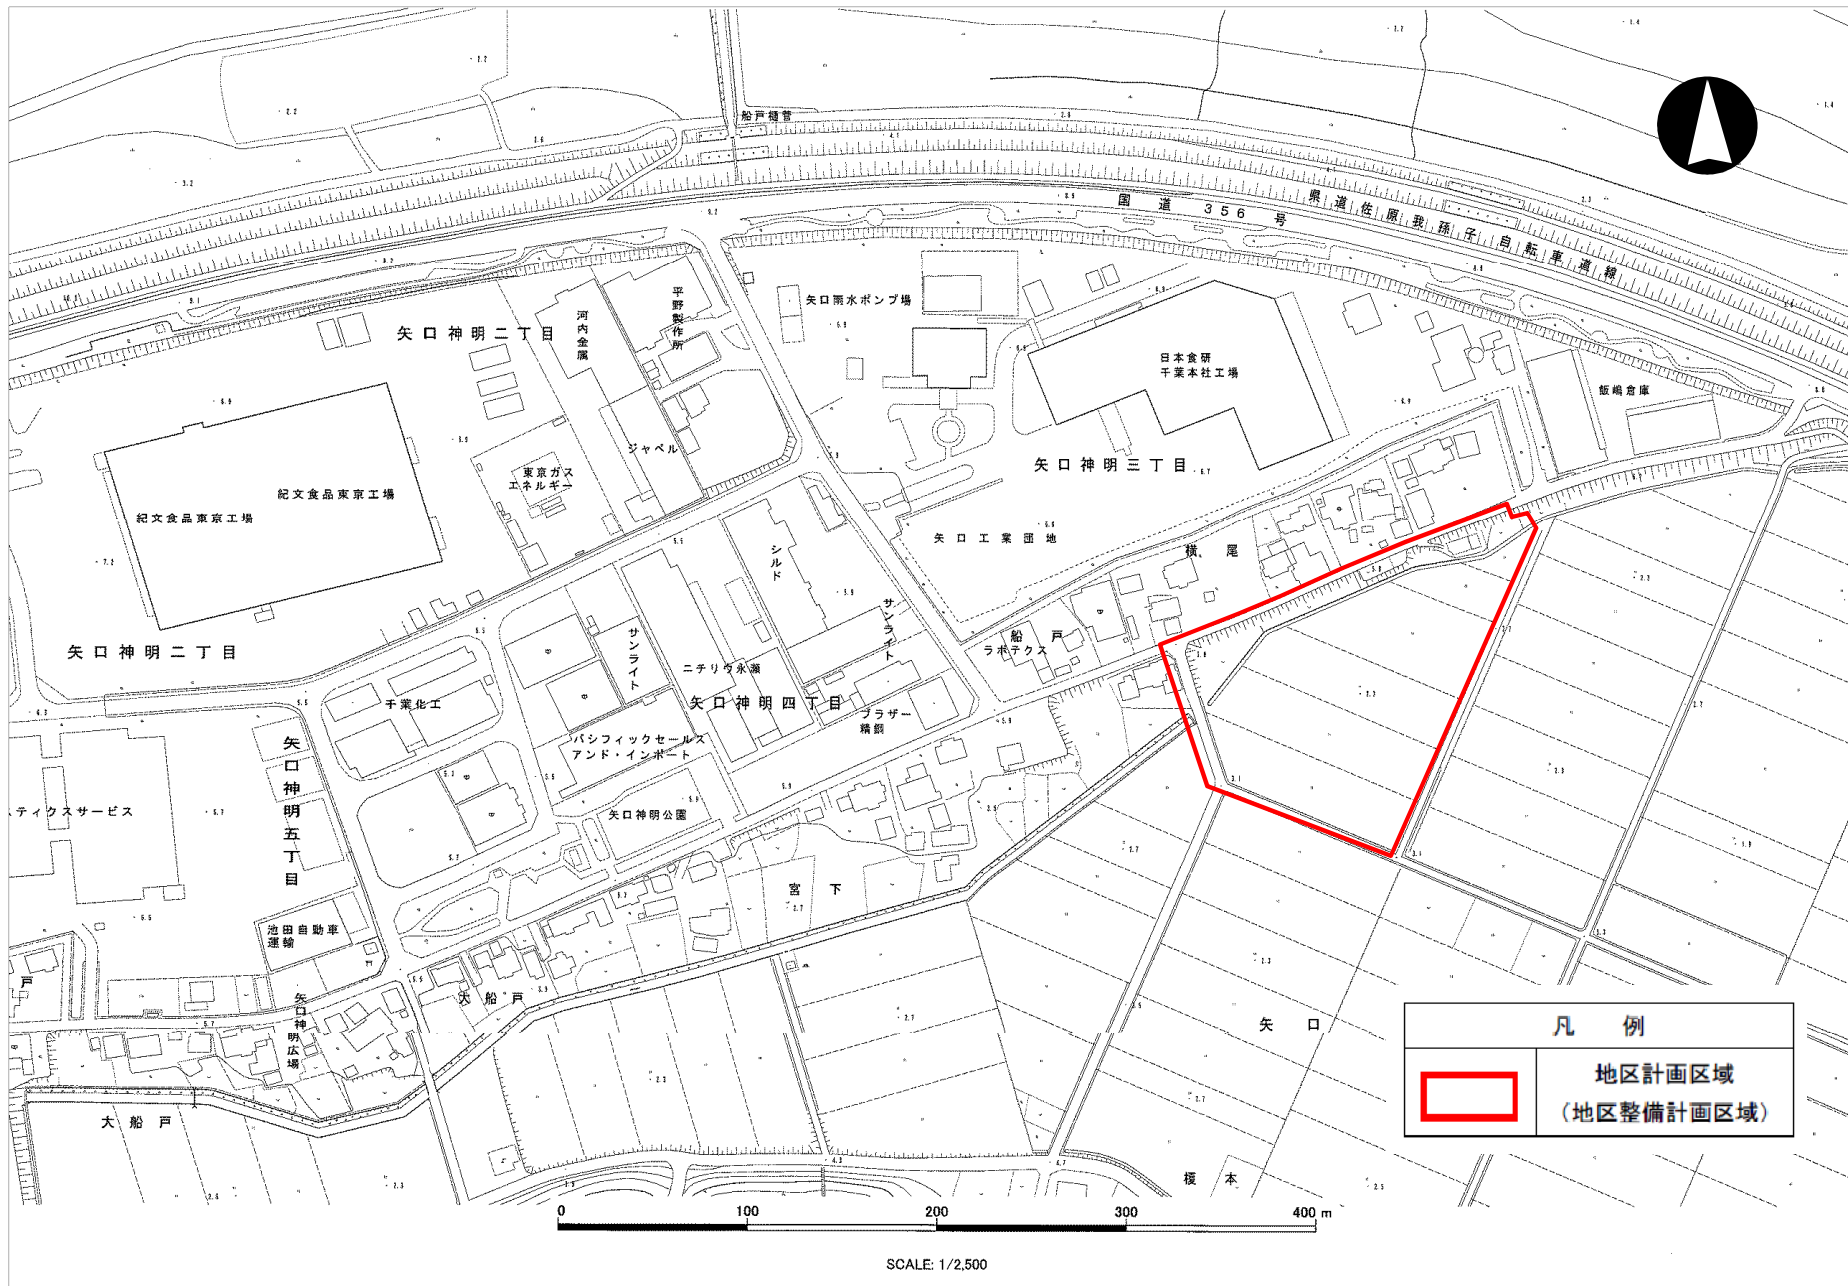 船戸樋管
国道356号
県道佐原我孫子自転車道線
矢口神明二丁目
河内金属
平野製作所
矢口雨水ポンプ場
日本食研
千葉本社工場
飯嶋倉庫
ジャペル
東京ガス
エネルギー
紀文食品東京工場
紀文食品東京工場
矢口神明三丁目
矢口工業団地
横尾
シルド
サンライト
サンライト
船戸
ラボテクス
ニチリウ永瀬
矢口神明二丁目
千葉化工
矢口神明四丁目
ブラザー
精鋼
パシフィックセールス
アンド・インポート
矢口神明五丁目
矢口神明公園
ティクスサービス
宮下
池田自動車
運輸
戸
大船戸
矢口神明広場
矢口
大船戸
榎本
凡例
地区計画区域
(地区整備計画区域)
0 100 200 300 400 m
SCALE: 1/2,500